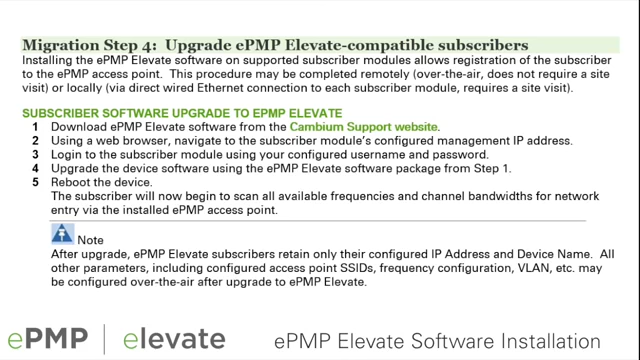 Migration Step 4:  Upgrade ePMP Elevate-compatible subscribers
Installing the ePMP Elevate software on supported subscriber modules allows registration of the subscriber
to the ePMP access point.  This procedure may be completed remotely (over-the-air, does not require a site
visit) or locally (via direct wired Ethernet connection to each subscriber module, requires a site visit).
SUBSCRIBER SOFTWARE UPGRADE TO EPMP ELEVATE
1 Download ePMP Elevate software from the Cambium Support website.
2 Using a web browser, navigate to the subscriber module's configured management IP address.
3 Login to the subscriber module using your configured username and password.
4 Upgrade the device software using the ePMP Elevate software package from Step 1.
5 Reboot the device.
The subscriber will now begin to scan all available frequencies and channel bandwidths for network
entry via the installed ePMP access point.
Note
After upgrade, ePMP Elevate subscribers retain only their configured IP Address and Device Name.  All
other parameters, including configured access point SSIDs, frequency configuration, VLAN, etc. may
be configured over-the-air after upgrade to ePMP Elevate.
ePMP elevate ePMP Elevate Software Installation